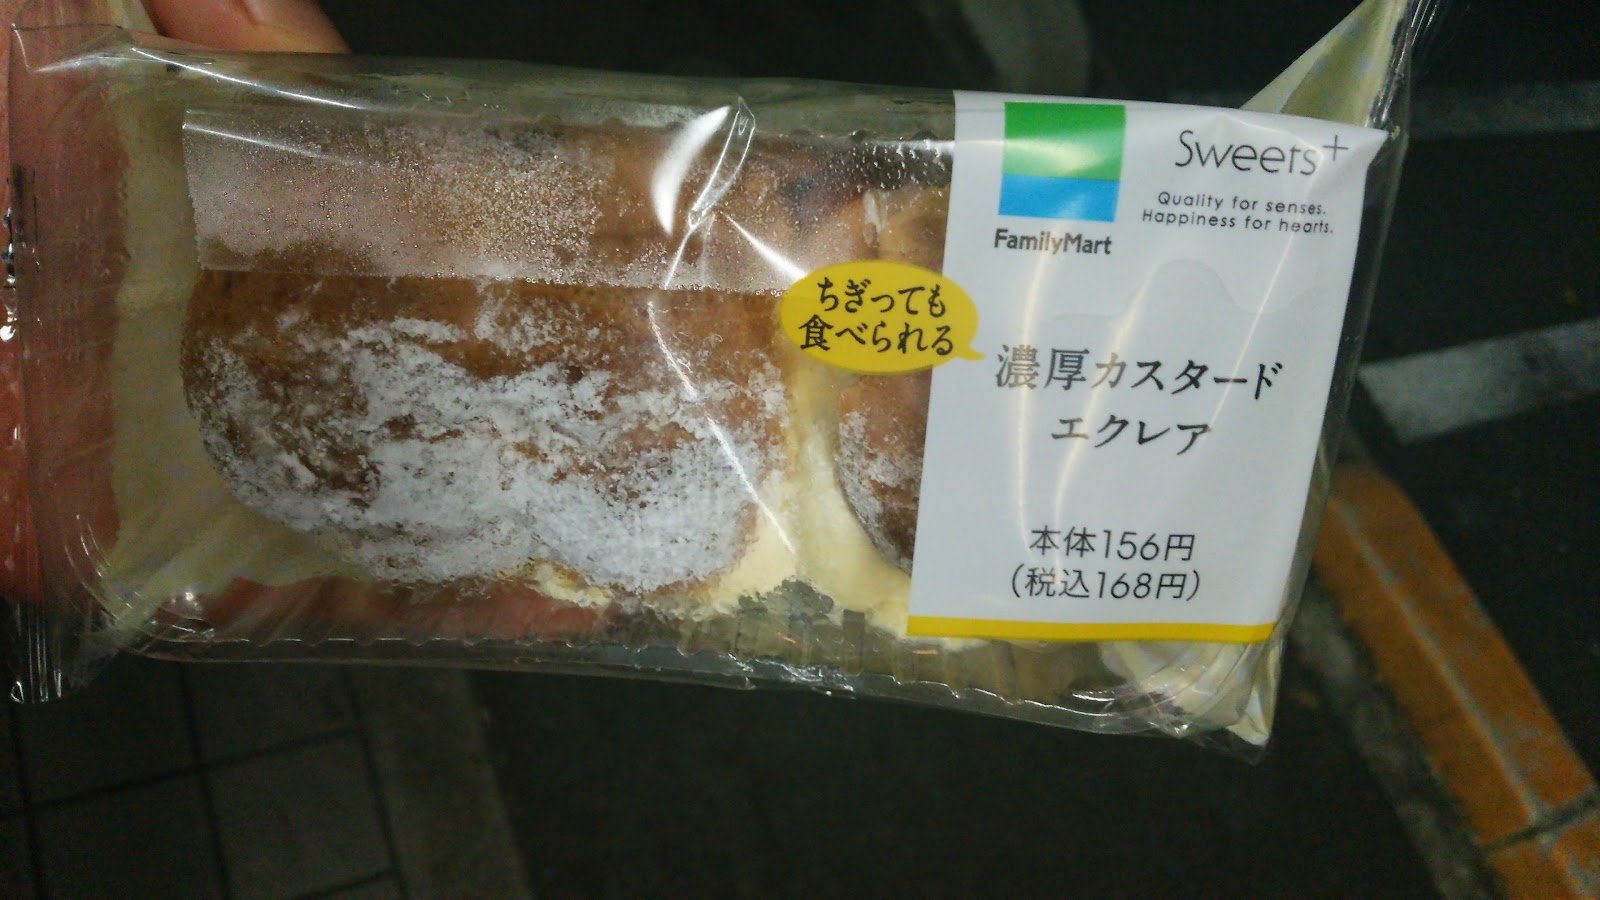 Sweets+
Quality for senses.
Happiness for hearts.
FamilyMart
ちぎっても
食べられる
濃厚カスタード
エクレア
本体156円
(税込168円)